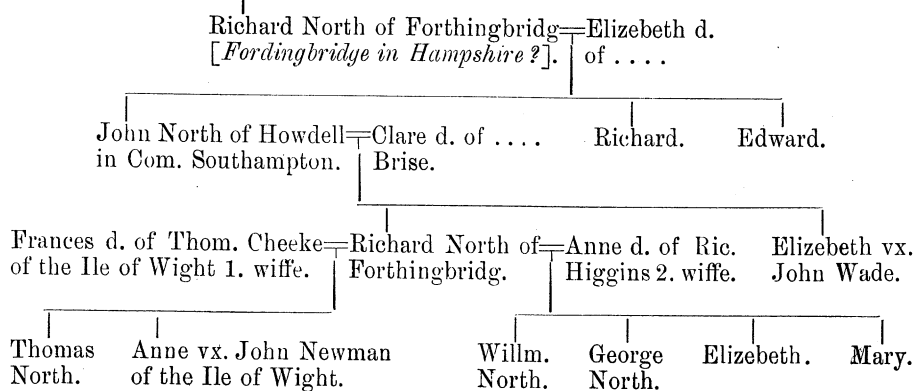 Richard North of Forthingbridg=Elizebeth d.
[Fordingbridge in Hampshire ?]. of . . . .
John North of Howdell=Clare d. of . . . . Richard. Edward.
in Com. Southampton. Brise.
Frances d. of Thom. Cheeke=Richard North of=Anne d. of Ric. Elizebeth vx.
of the Ile of Wight 1. wiffe. Forthingbridg. Higgins 2. wiffe. John Wade.
Thomas Anne vx. John Newman Willm. George Elizebeth. Mary.
North. of the Ile of Wight. North. North.